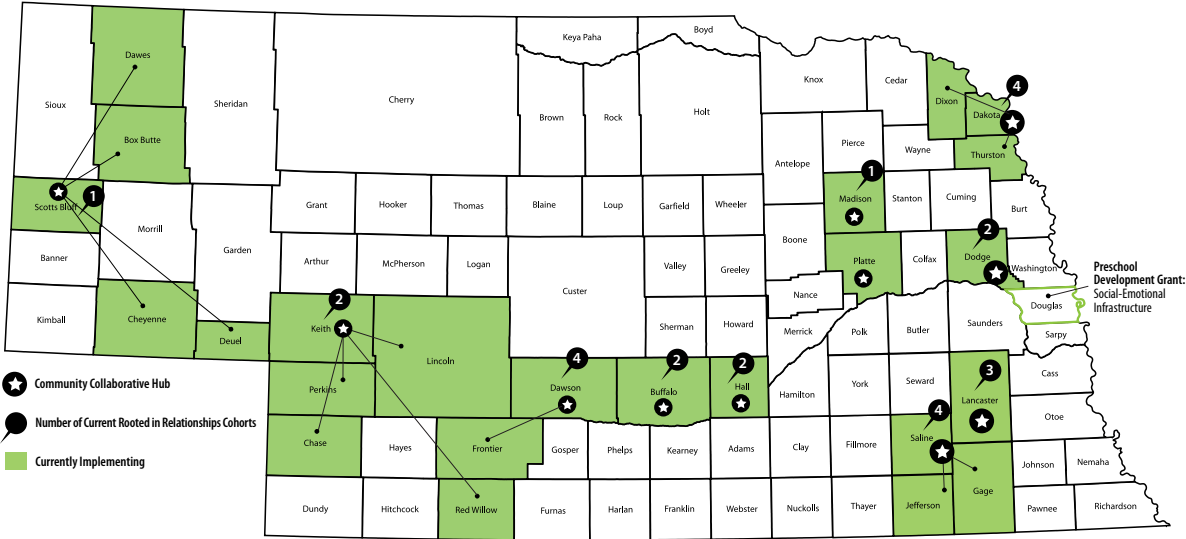 Keya Paha
Boyd
Dawes
Sioux
Sheridan
Cherry
Brown
Rock
Holt
Knox
Cedar
Dixon
4
Dakota
Box Butte
Antelope
Pierce
Wayne
Thurston
1
Scotts Bluff
Morrill
Garden
Grant
Hooker
Thomas
Blaine
Loup
Garfield
Wheeler
1
Madison
Stanton
Cuming
Burt
Banner
Arthur
McPherson
Logan
Custer
Valley
Greeley
Boone
Platte
Colfax
2
Dodge
Washington
Preschool
Development Grant:
Social-Emotional
Infrastructure
Kimball
Cheyenne
Deuel
2
Keith
Lincoln
Sherman
Howard
Nance
Merrick
Polk
Butler
Saunders
Douglas
Sarpy
Perkins
4
Dawson
2
Buffalo
2
Hall
Hamilton
York
Seward
3
Lancaster
Cass
Otoe
Community Collaborative Hub
Number of Current Rooted in Relationships Cohorts
Currently Implementing
Chase
Hayes
Frontier
Gosper
Phelps
Kearney
Adams
Clay
Fillmore
4
Saline
Gage
Johnson
Nemaha
Dundy
Hitchcock
Red Willow
Furnas
Harlan
Franklin
Webster
Nuckolls
Thayer
Jefferson
Pawnee
Richardson